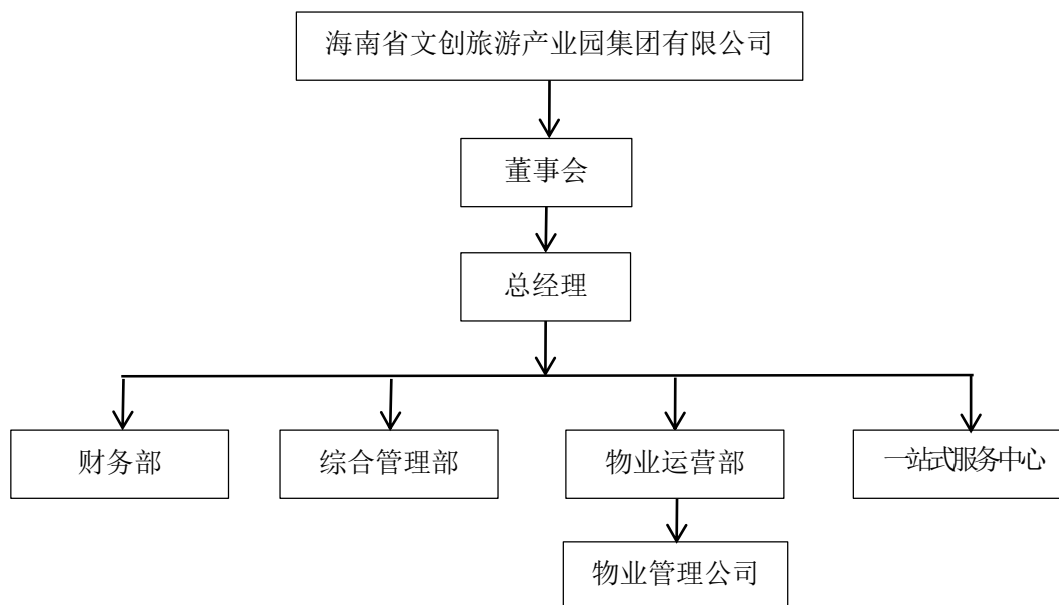 海南省文创旅游产业园集团有限公司
董事会
总经理
财务部
综合管理部
物业运营部
一站式服务中心
物业管理公司